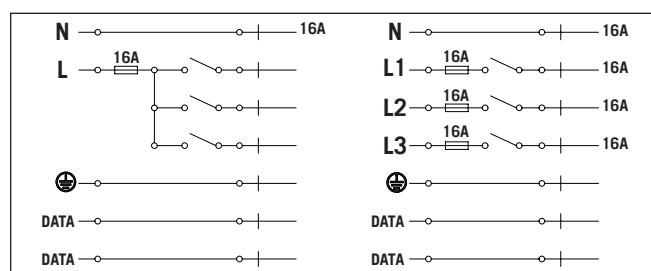 N 16A
L 16A
DATA
DATA
N 16A
L1 16A 16A
L2 16A 16A
L3 16A 16A
DATA
DATA